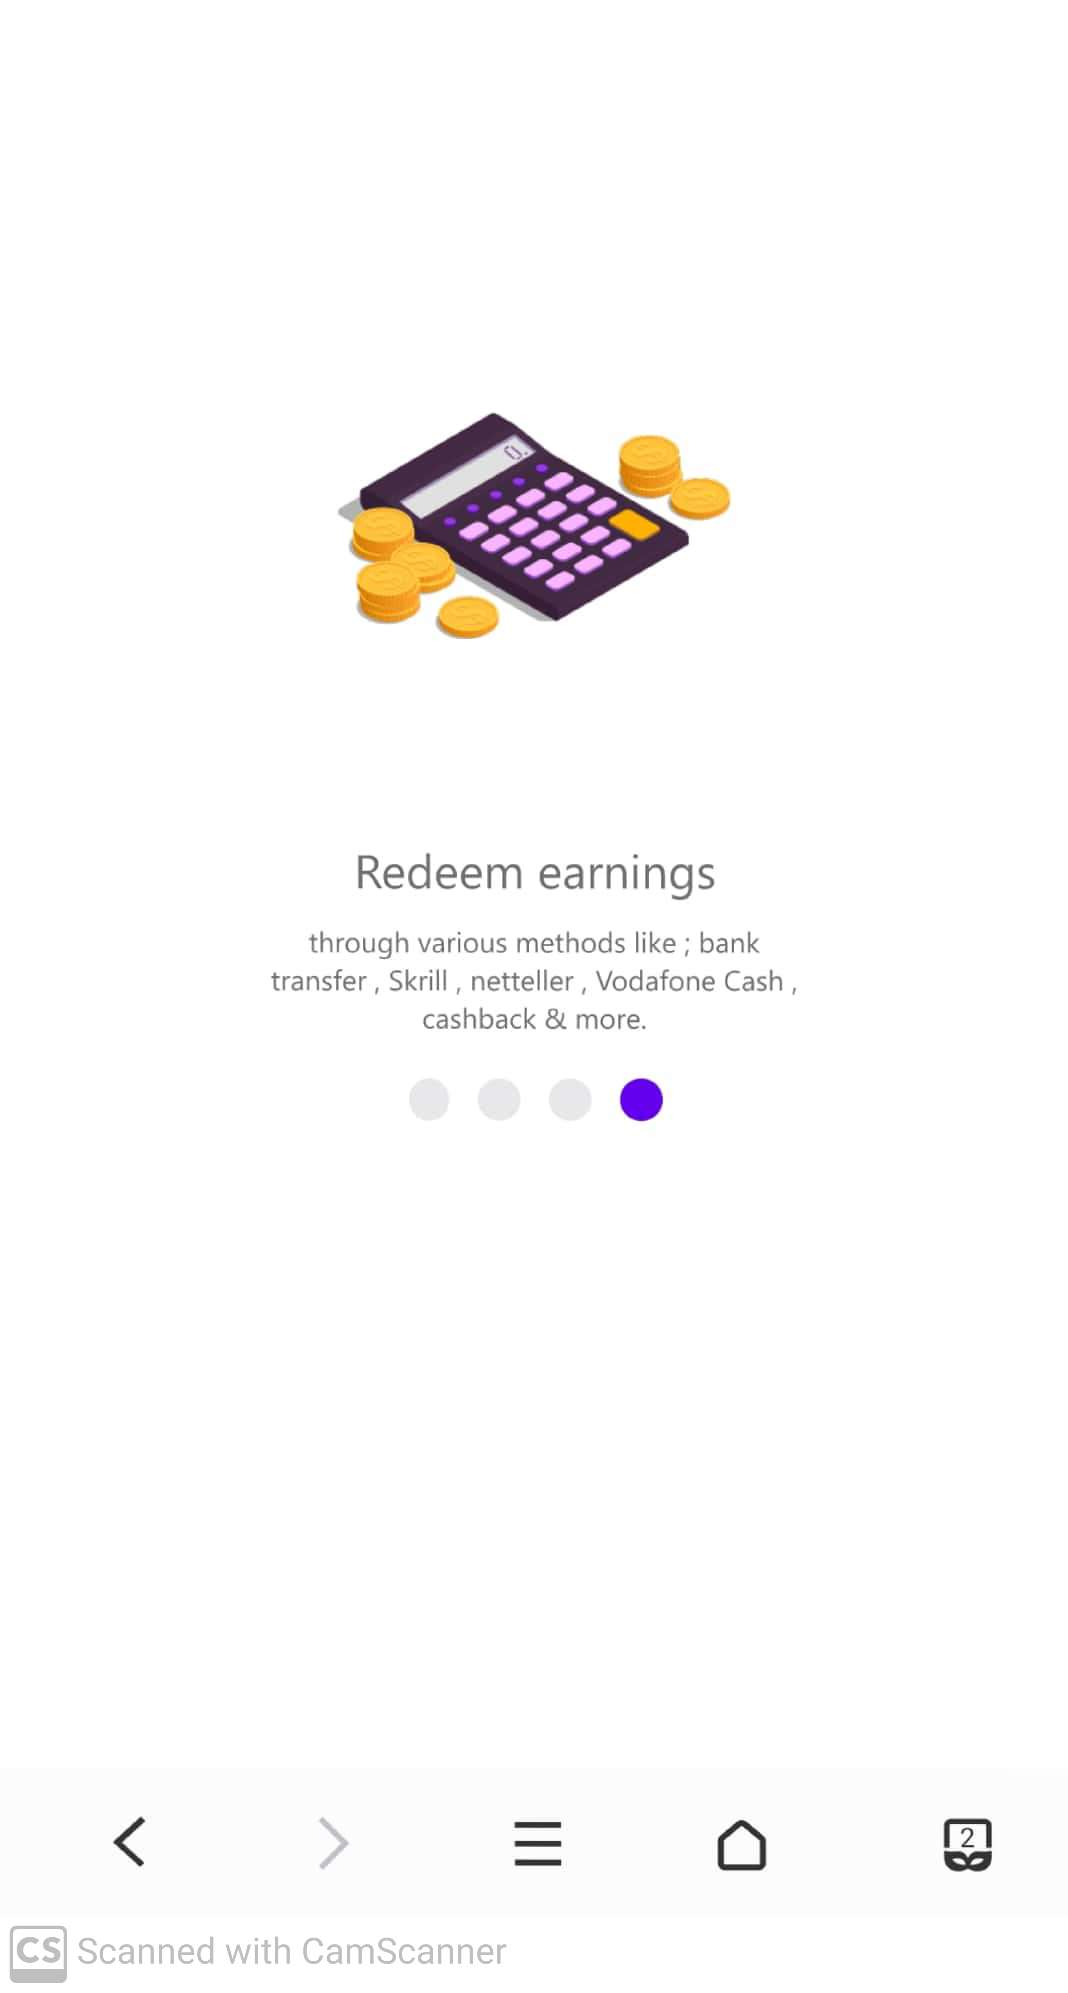 0.
Redeem earnings
through various methods like ; bank
transfer , Skrill , netteller , Vodafone Cash ,
cashback & more.
2
CS Scanned with CamScanner